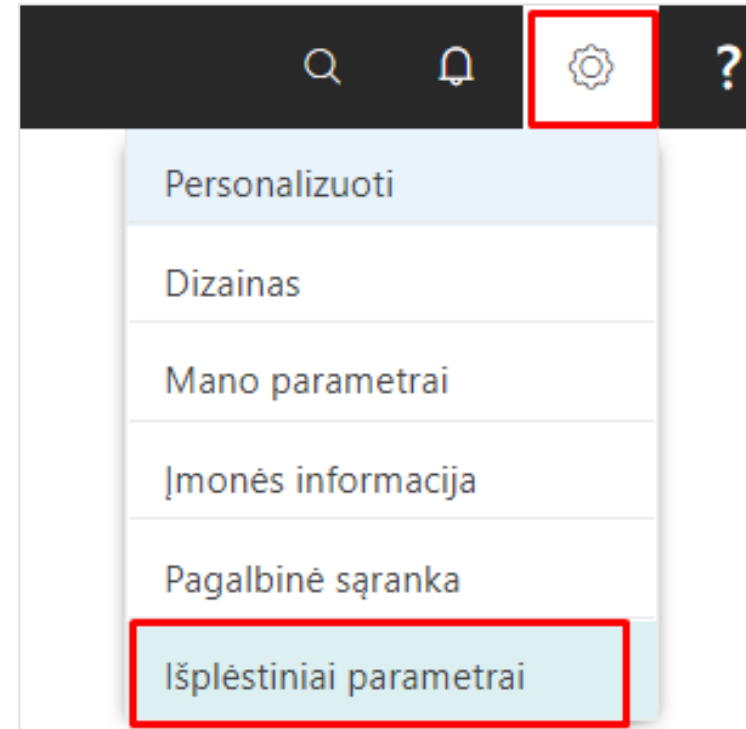 ?
Personalizuoti
Dizainas
Mano parametrai
Įmonės informacija
Pagalbinė sąranka
Išplėstiniai parametrai